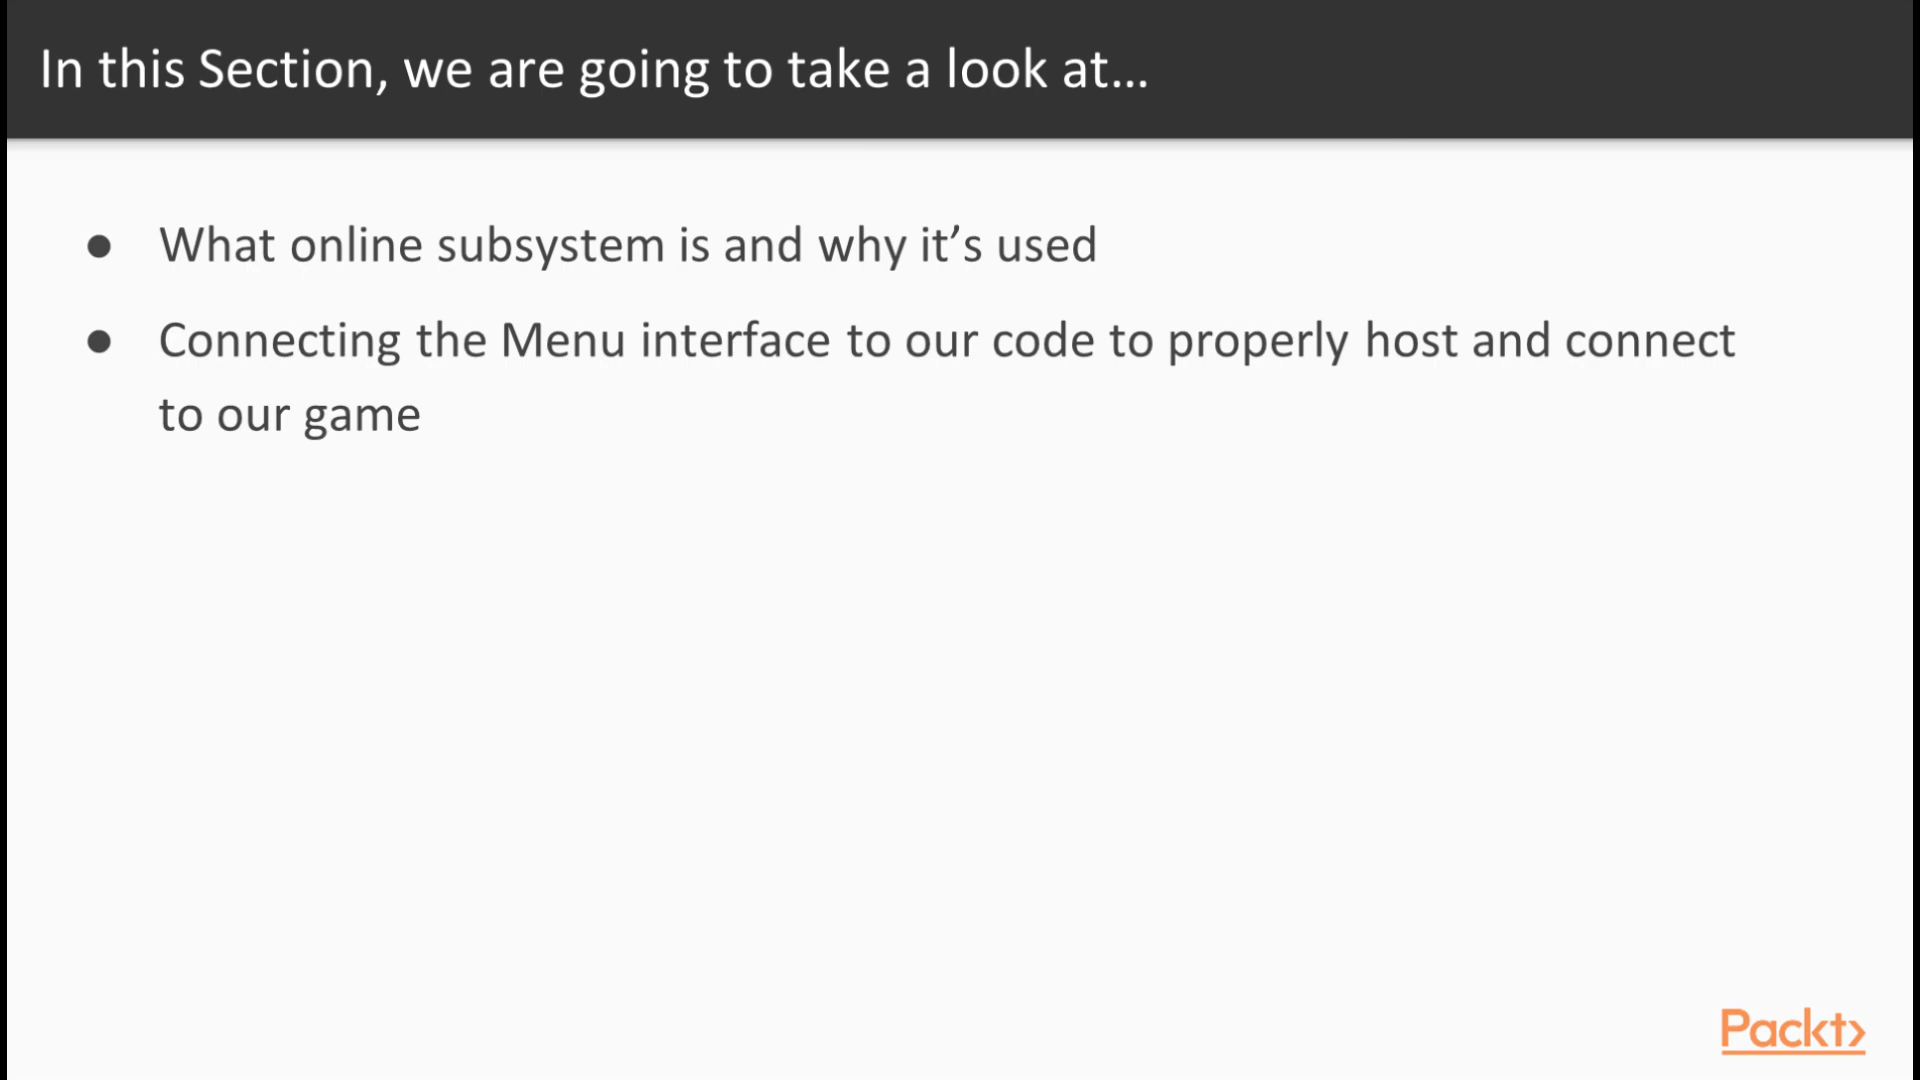 In this Section, we are going to take a look at...
● What online subsystem is and why it’s used
● Connecting the Menu interface to our code to properly host and connect
to our game
Packt>